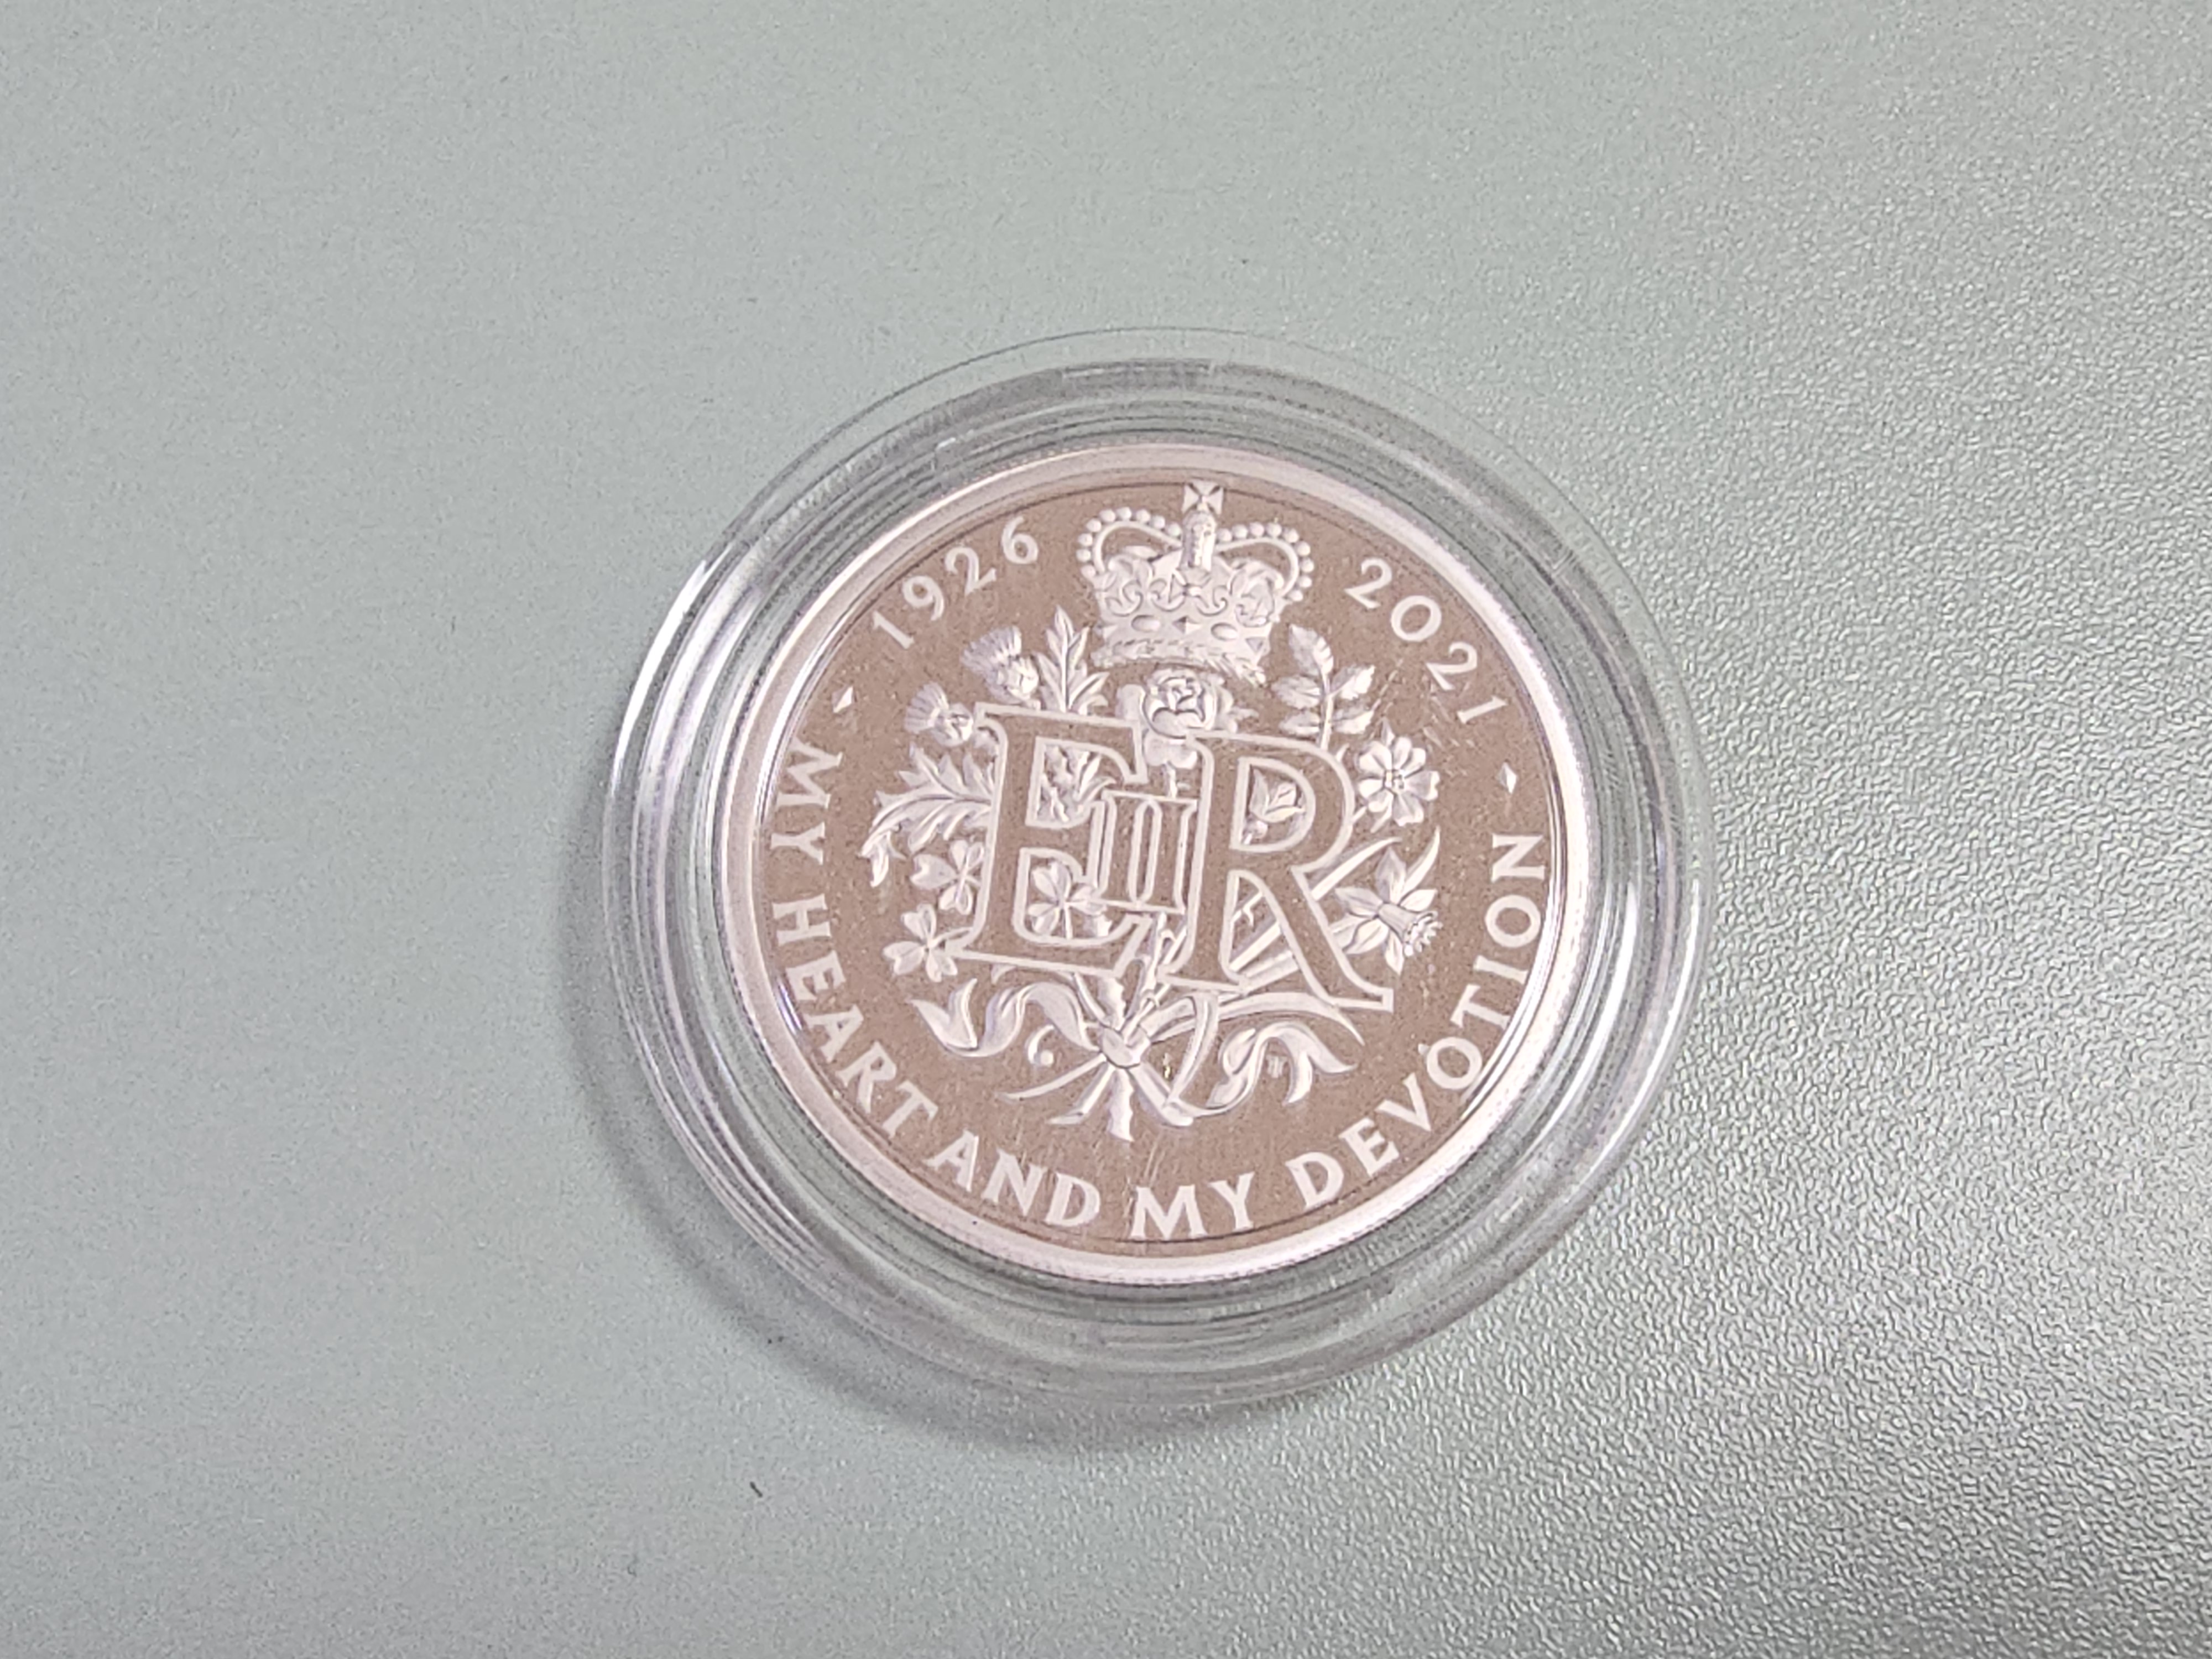 1926 2021
EIIR
MY HEART AND MY DEVOTION